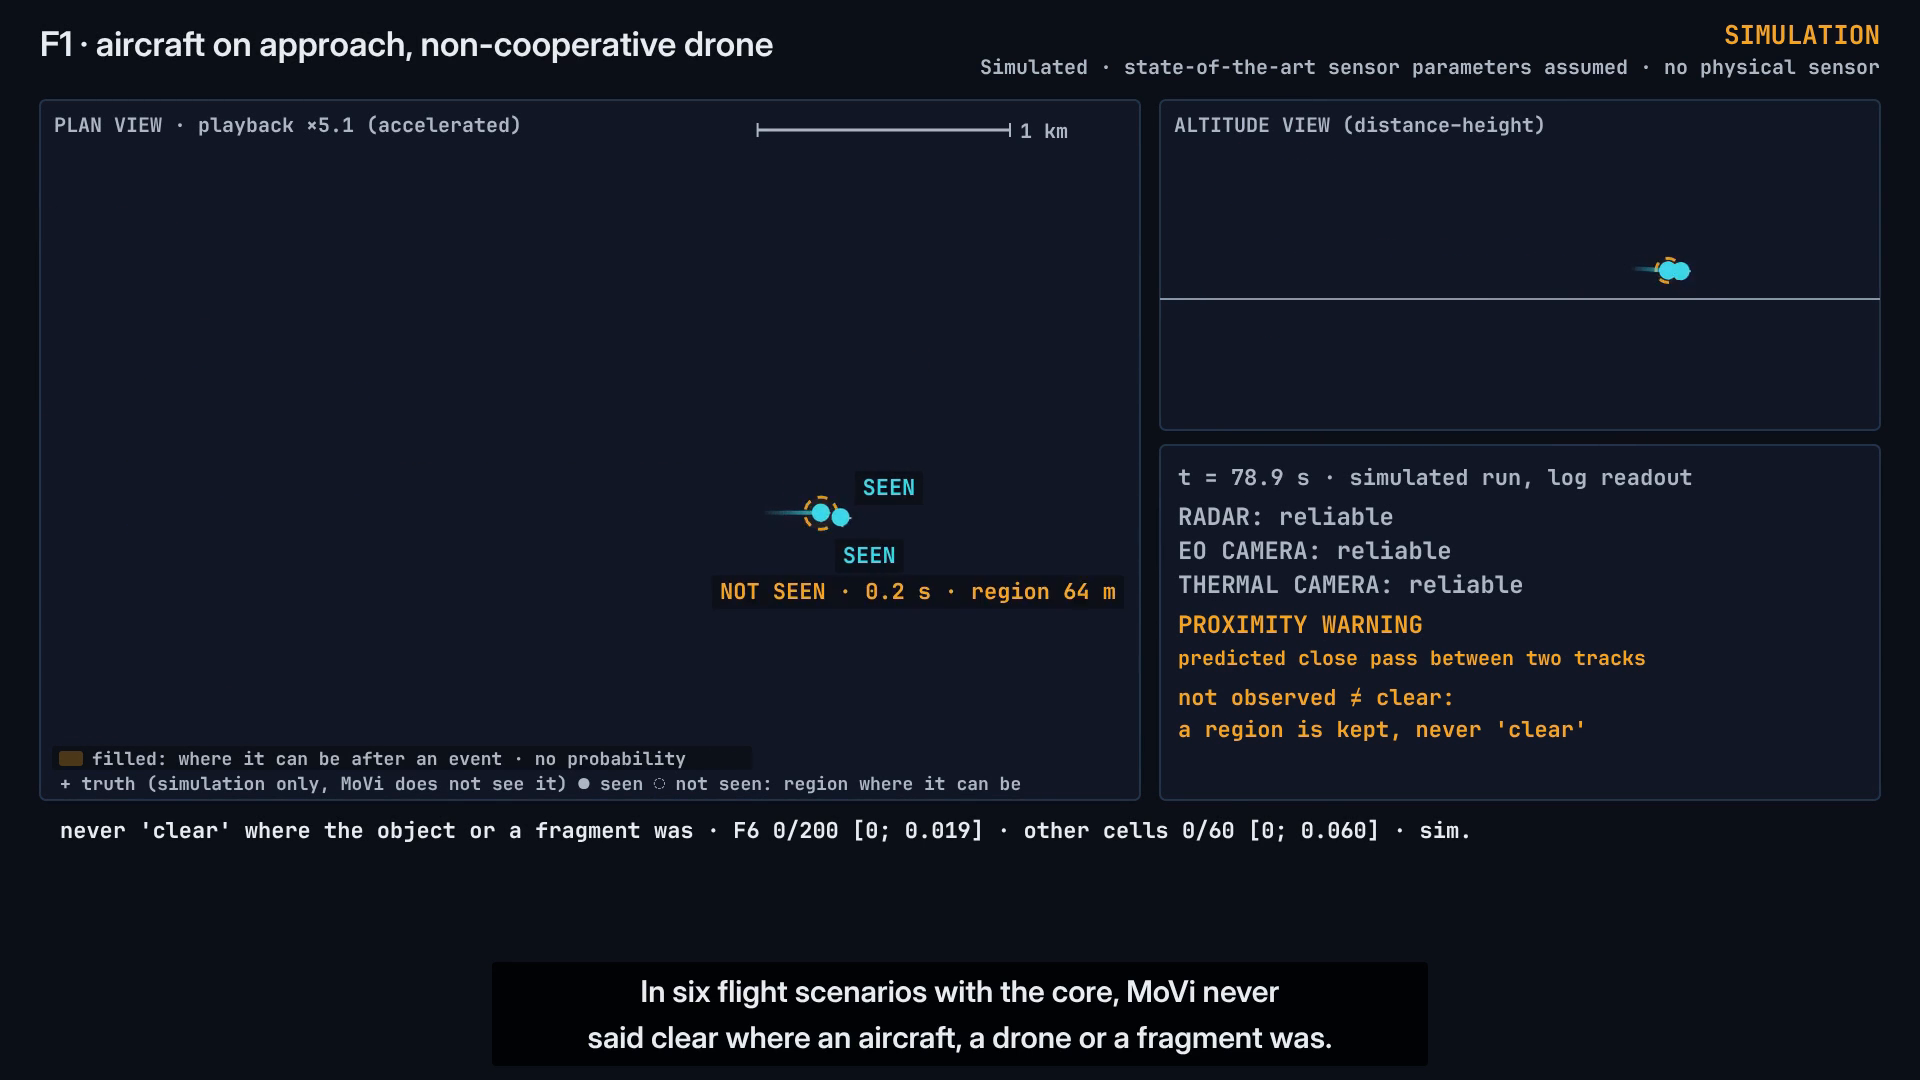 F1 · aircraft on approach, non-cooperative drone
SIMULATION
Simulated · state-of-the-art sensor parameters assumed · no physical sensor
PLAN VIEW · playback ×5.1 (accelerated)
1 km
SEEN
SEEN
NOT SEEN · 0.2 s · region 64 m
filled: where it can be after an event · no probability
+ truth (simulation only, MoVi does not see it) ● seen ◌ not seen: region where it can be
ALTITUDE VIEW (distance–height)
t = 78.9 s · simulated run, log readout
RADAR: reliable
EO CAMERA: reliable
THERMAL CAMERA: reliable
PROXIMITY WARNING
predicted close pass between two tracks
not observed ≠ clear:
a region is kept, never 'clear'
never 'clear' where the object or a fragment was · F6 0/200 [0; 0.019] · other cells 0/60 [0; 0.060] · sim.
In six flight scenarios with the core, MoVi never
said clear where an aircraft, a drone or a fragment was.